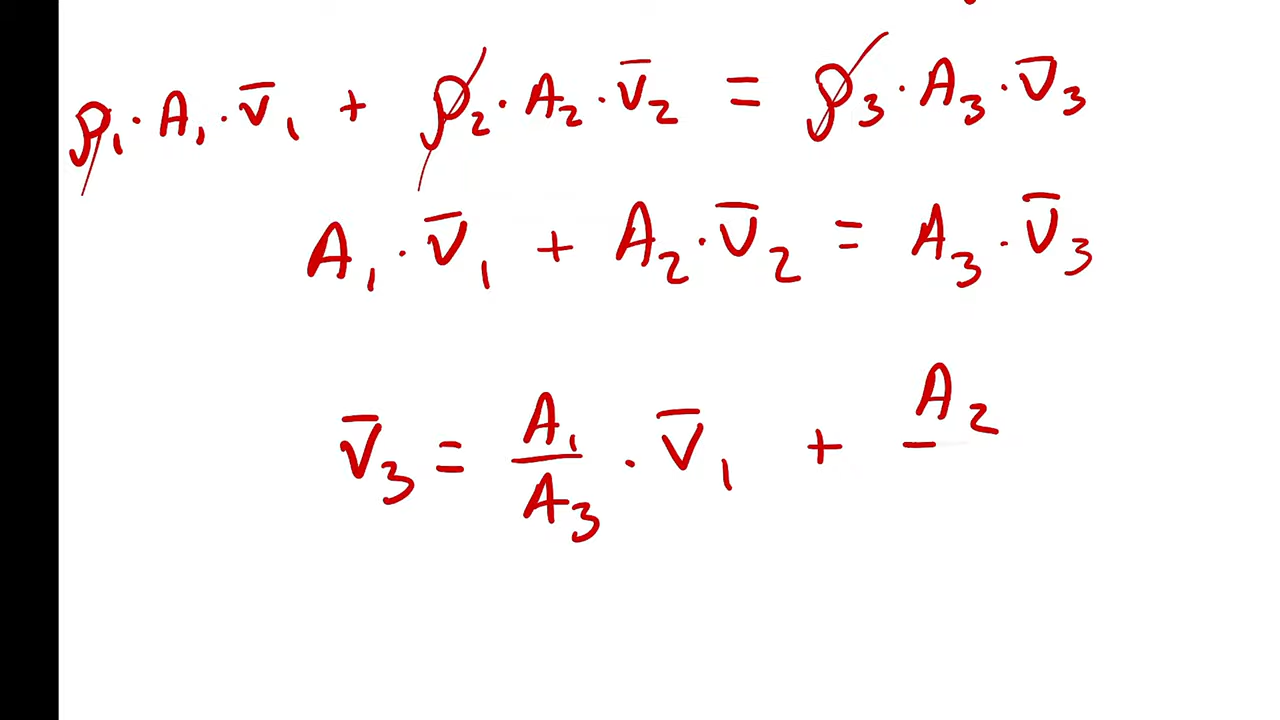 ρ₁ · A₁ · v̄₁ + ρ₂ · A₂ · v̄₂ = ρ₃ · A₃ · v̄₃
A₁ · v̄₁ + A₂ · v̄₂ = A₃ · v̄₃
v̄₃ = A₁/A₃ · v̄₁ + A₂/